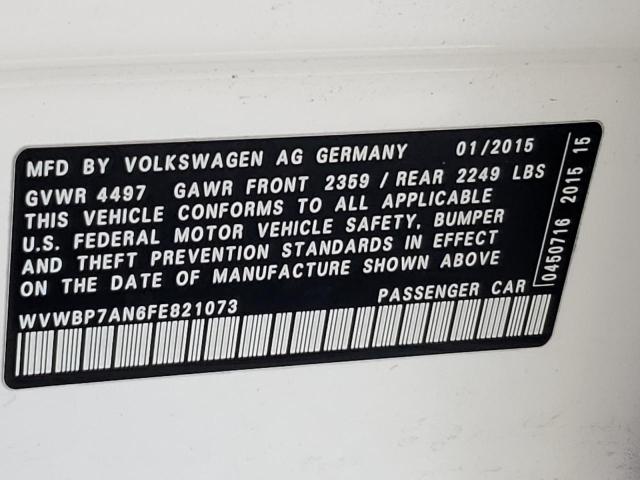 MFD BY VOLKSWAGEN AG GERMANY 01/2015
GVWR 4497 GAWR FRONT 2359 / REAR 2249 LBS
THIS VEHICLE CONFORMS TO ALL APPLICABLE
U.S. FEDERAL MOTOR VEHICLE SAFETY, BUMPER
AND THEFT PREVENTION STANDARDS IN EFFECT
ON THE DATE OF MANUFACTURE SHOWN ABOVE
WVWBP7AN6FE821073 PASSENGER CAR
0450716 2015 15